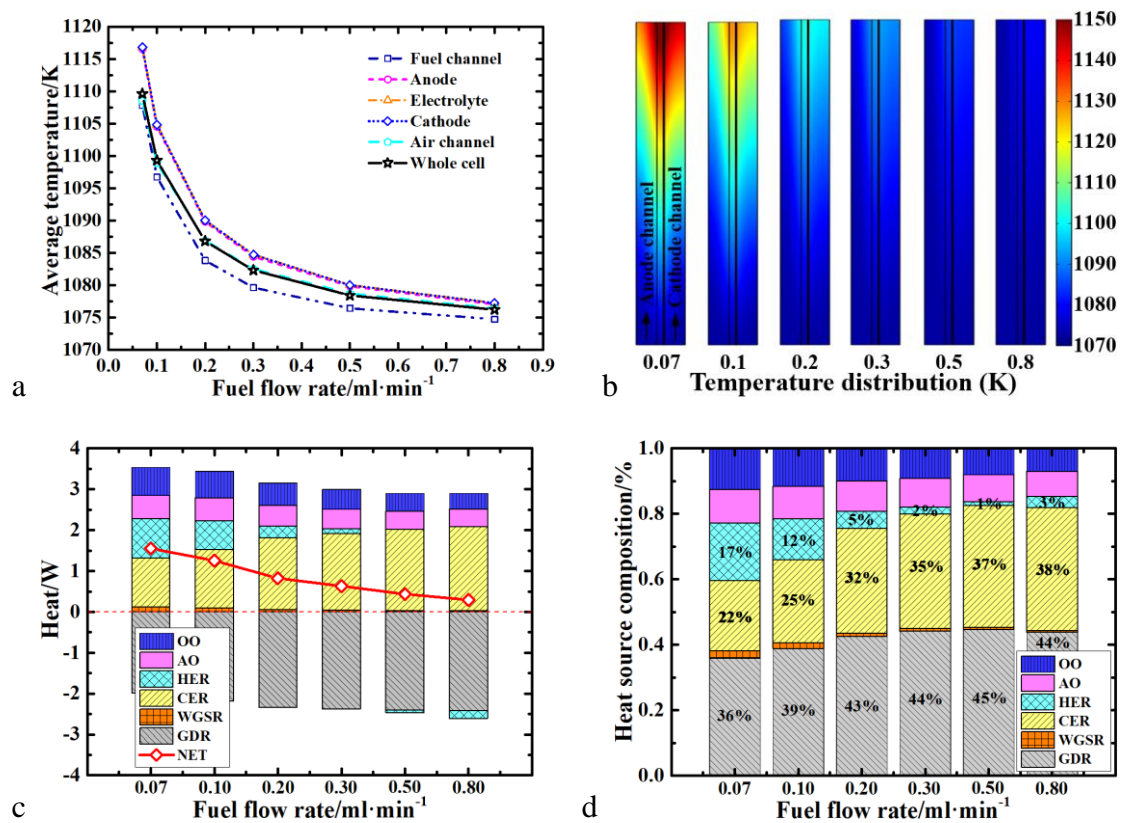 1120
1115
1110
1105
1100
1095
1090
1085
1080
1075
1070
Average temperature/K
Fuel channel
Anode
Electrolyte
Cathode
Air channel
Whole cell
0.0 0.1 0.2 0.3 0.4 0.5 0.6 0.7 0.8 0.9
Fuel flow rate/ml·min⁻¹
a
Anode channel
Cathode channel
0.07 0.1 0.2 0.3 0.5 0.8
Temperature distribution (K)
1150
1140
1130
1120
1110
1100
1090
1080
1070
b
4
3
2
1
0
-1
-2
-3
-4
Heat/W
OO
AO
HER
CER
WGSR
GDR
NET
0.07 0.10 0.20 0.30 0.50 0.80
Fuel flow rate/ml·min⁻¹
c
1.0
0.8
0.6
0.4
0.2
0.0
Heat source composition/%
17% 12% 5% 2% 1% 3%
22% 25% 32% 35% 37% 38%
36% 39% 43% 44% 45% 44%
OO
AO
HER
CER
WGSR
GDR
0.07 0.10 0.20 0.30 0.50 0.80
Fuel flow rate/ml·min⁻¹
d